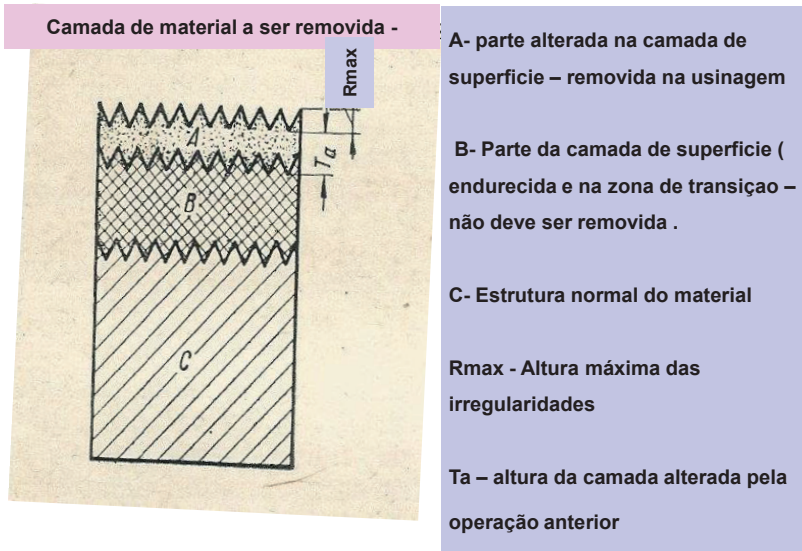 Camada de material a ser removida -
Rmax
A
Ta
B
C
A- parte alterada na camada de
superficie – removida na usinagem
B- Parte da camada de superficie (
endurecida e na zona de transiçao –
não deve ser removida .
C- Estrutura normal do material
Rmax - Altura máxima das
irregularidades
Ta – altura da camada alterada pela
operação anterior